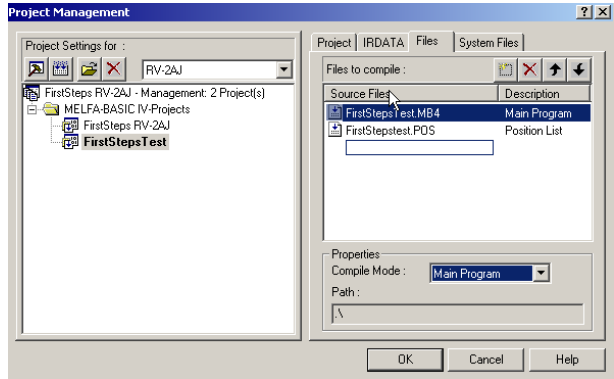 Project Management
Project Settings for :
RV-2AJ
FirstSteps RV-2AJ - Management: 2 Project(s)
MELFA-BASIC IV-Projects
FirstSteps RV-2AJ
FirstStepsTest
Project IRDATA Files System Files
Files to compile :
Source Files Description
FirstStepsTest.MB4 Main Program
FirstStepstest.POS Position List
Properties
Compile Mode : Main Program
Path :
.\
OK Cancel Help